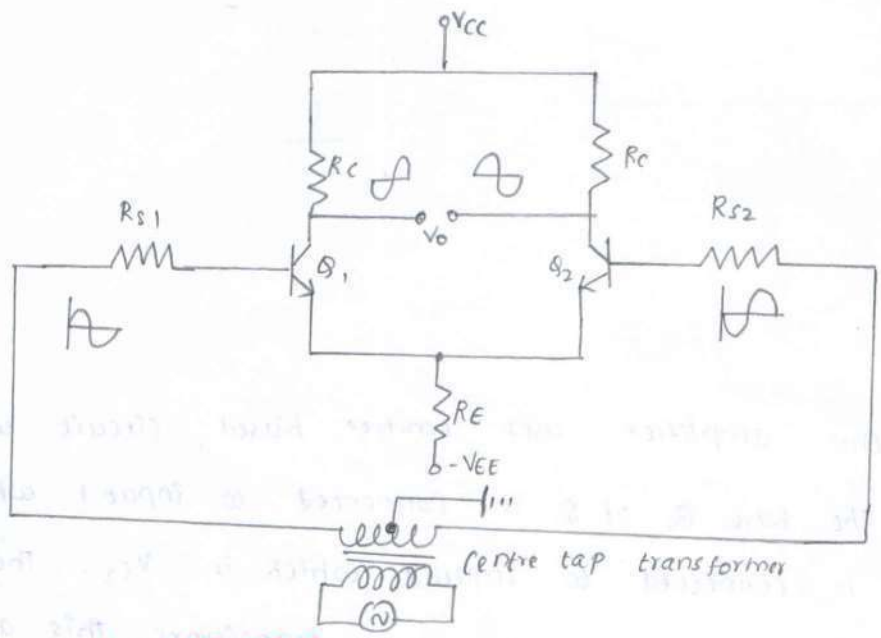 VCC
RC
RC
RS1
RS2
VO
Q1
Q2
RE
-VEE
Centre tap transformer